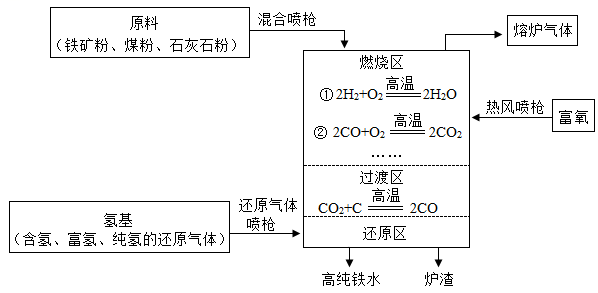 原料
(铁矿粉、煤粉、石灰石粉)
混合喷枪
熔炉气体
燃烧区
① 2H₂+O₂ 高温 2H₂O
② 2CO+O₂ 高温 2CO₂
……
热风喷枪
富氧
过渡区
CO₂+C 高温 2CO
氢基
(含氢、富氢、纯氢的还原气体)
还原气体
喷枪
还原区
高纯铁水
炉渣